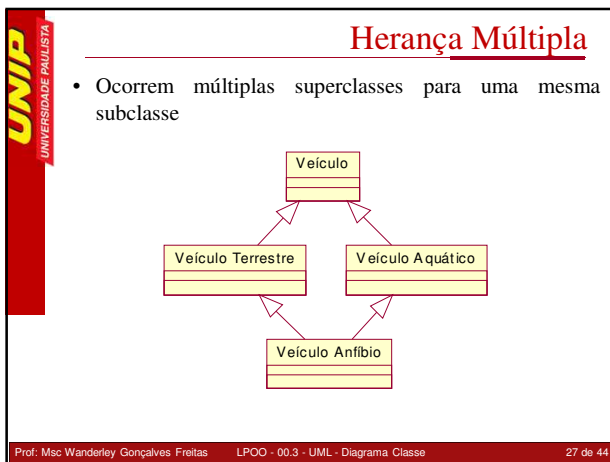 UNIP
UNIVERSIDADE PAULISTA
Herança Múltipla
• Ocorrem múltiplas superclasses para uma mesma
subclasse
Veículo
Veículo Terrestre
Veículo Aquático
Veículo Anfíbio
Prof: Msc Wanderley Gonçalves Freitas LPOO - 00.3 - UML - Diagrama Classe 27 de 44